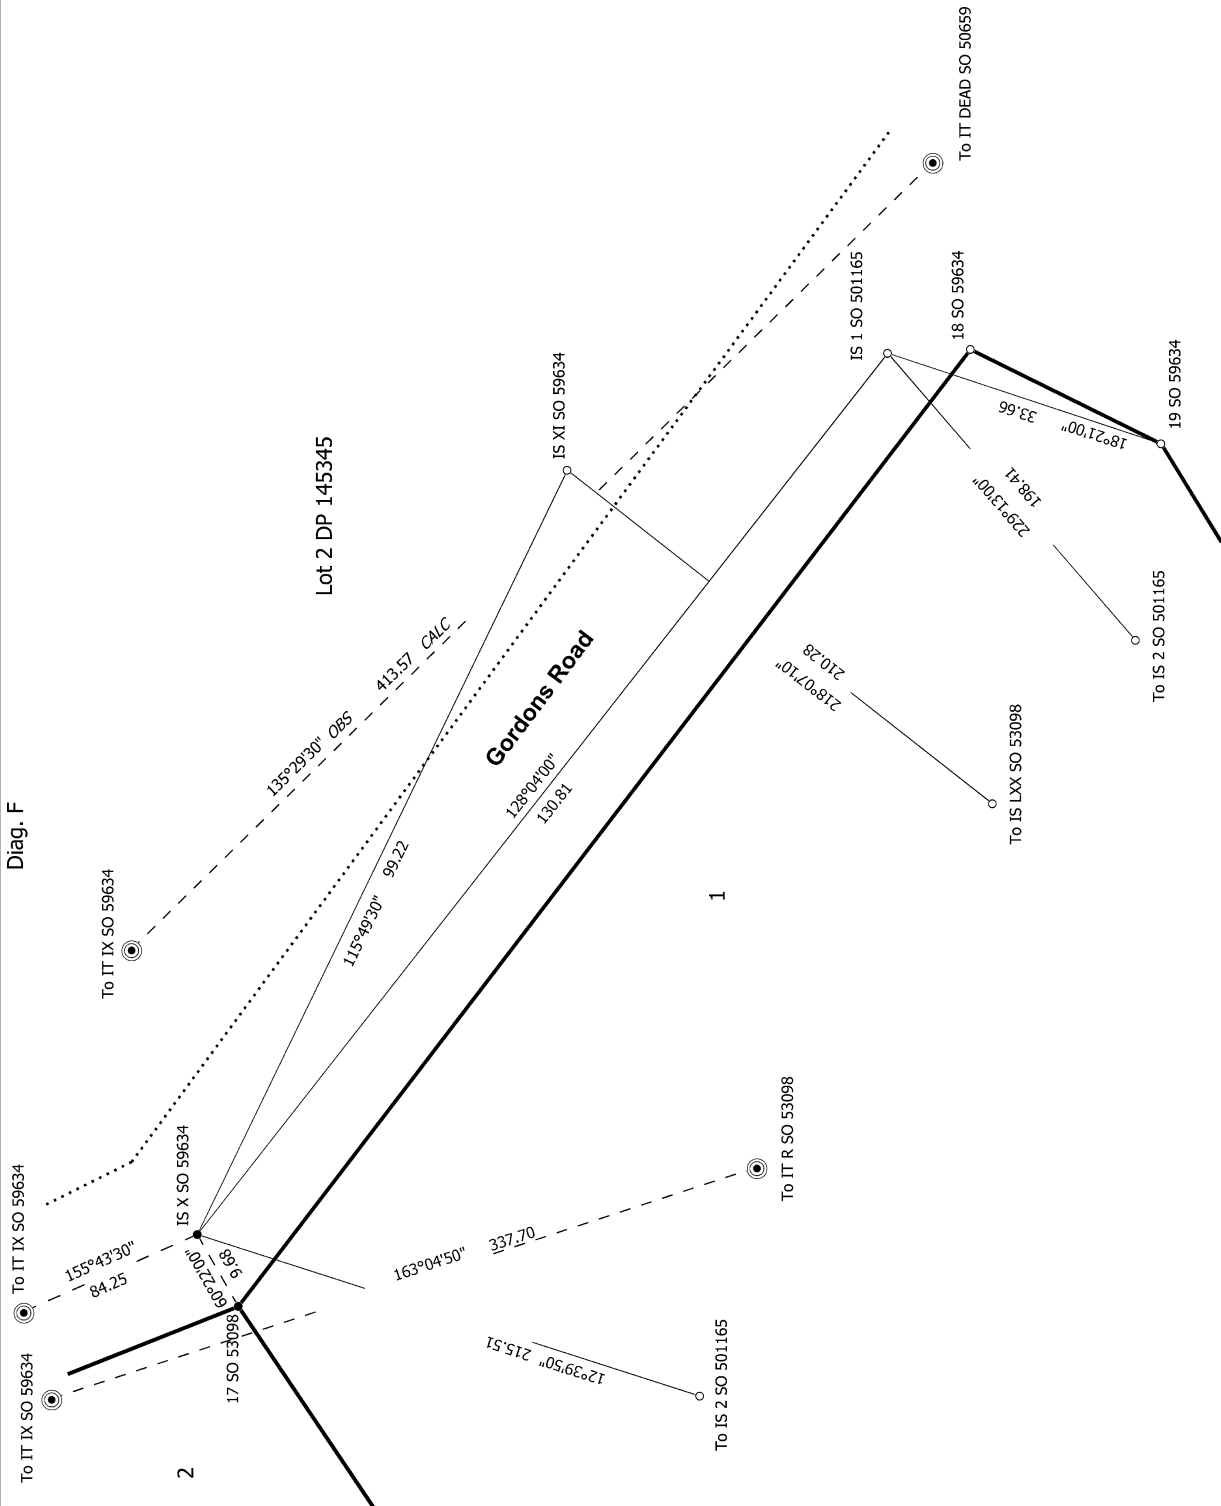 Diag. F
To IT IX SO 59634
To IT IX SO 59634
155°43'30"
84.25
17 SO 53098
60°22'00"
9.68
IS X SO 59634
2
To IT IX SO 59634
135°29'30" OBS
413.57 CALC
Lot 2 DP 145345
115°49'30"
99.22
Gordons Road
128°04'00"
130.81
IS XI SO 59634
To IT DEAD SO 50659
IS 1 SO 501165
18 SO 59634
33.66
18°21'00"
19 SO 59634
229°13'00"
198.41
To IS 2 SO 501165
210.28
218°07'10"
To IS LXX SO 53098
1
163°04'50"
337.70
To IT R SO 53098
12°39'50"
215.51
To IS 2 SO 501165